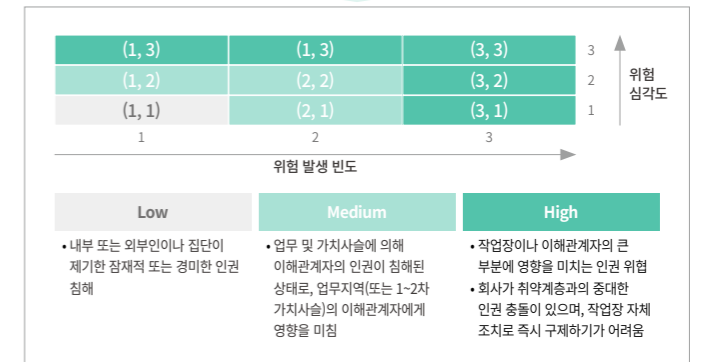 (1, 3) (1, 3) (3, 3) 3
(1, 2) (2, 2) (3, 2) 2
(1, 1) (2, 1) (3, 1) 1
위험
심각도
1 2 3
위험 발생 빈도
Low
• 내부 또는 외부인이나 집단이
제기한 잠재적 또는 경미한 인권
침해
Medium
• 업무 및 가치사슬에 의해
이해관계자의 인권이 침해된
상태로, 업무지역(또는 1~2차
가치사슬)의 이해관계자에게
영향을 미침
High
• 작업장이나 이해관계자의 큰
부분에 영향을 미치는 인권 위협
• 회사가 취약계층과의 중대한
인권 충돌이 있으며, 작업장 자체
조치로 즉시 구제하기가 어려움